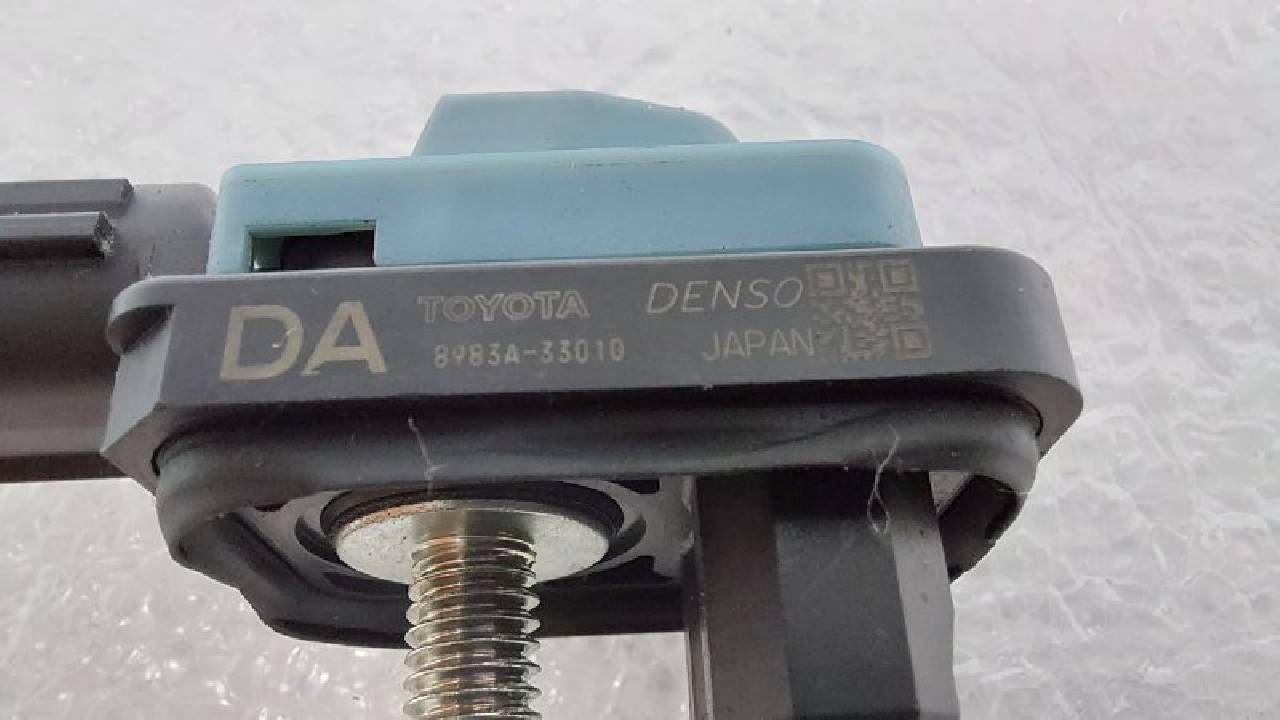 DA TOYOTA DENSO
8983A-33010 JAPAN